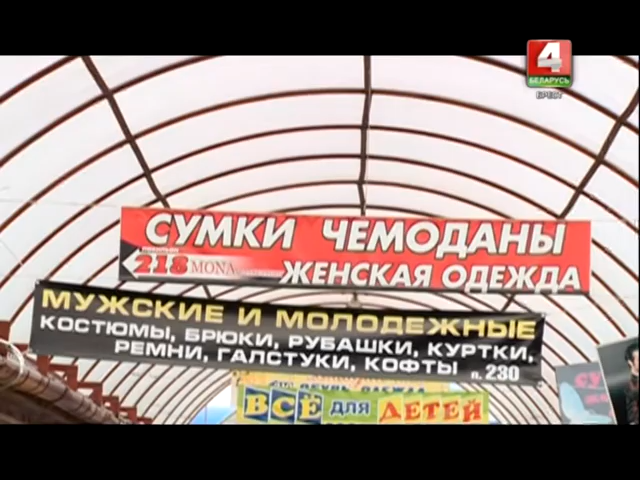 4
БЕЛАРУСЬ
БРЕСТ
СУМКИ ЧЕМОДАНЫ
218 MONA
ЖЕНСКАЯ ОДЕЖДА
МУЖСКИЕ И МОЛОДЕЖНЫЕ
КОСТЮМЫ, БРЮКИ, РУБАШКИ, КУРТКИ,
РЕМНИ, ГАЛСТУКИ, КОФТЫ п. 230
ВСЁ ДЛЯ ДЕТЕЙ